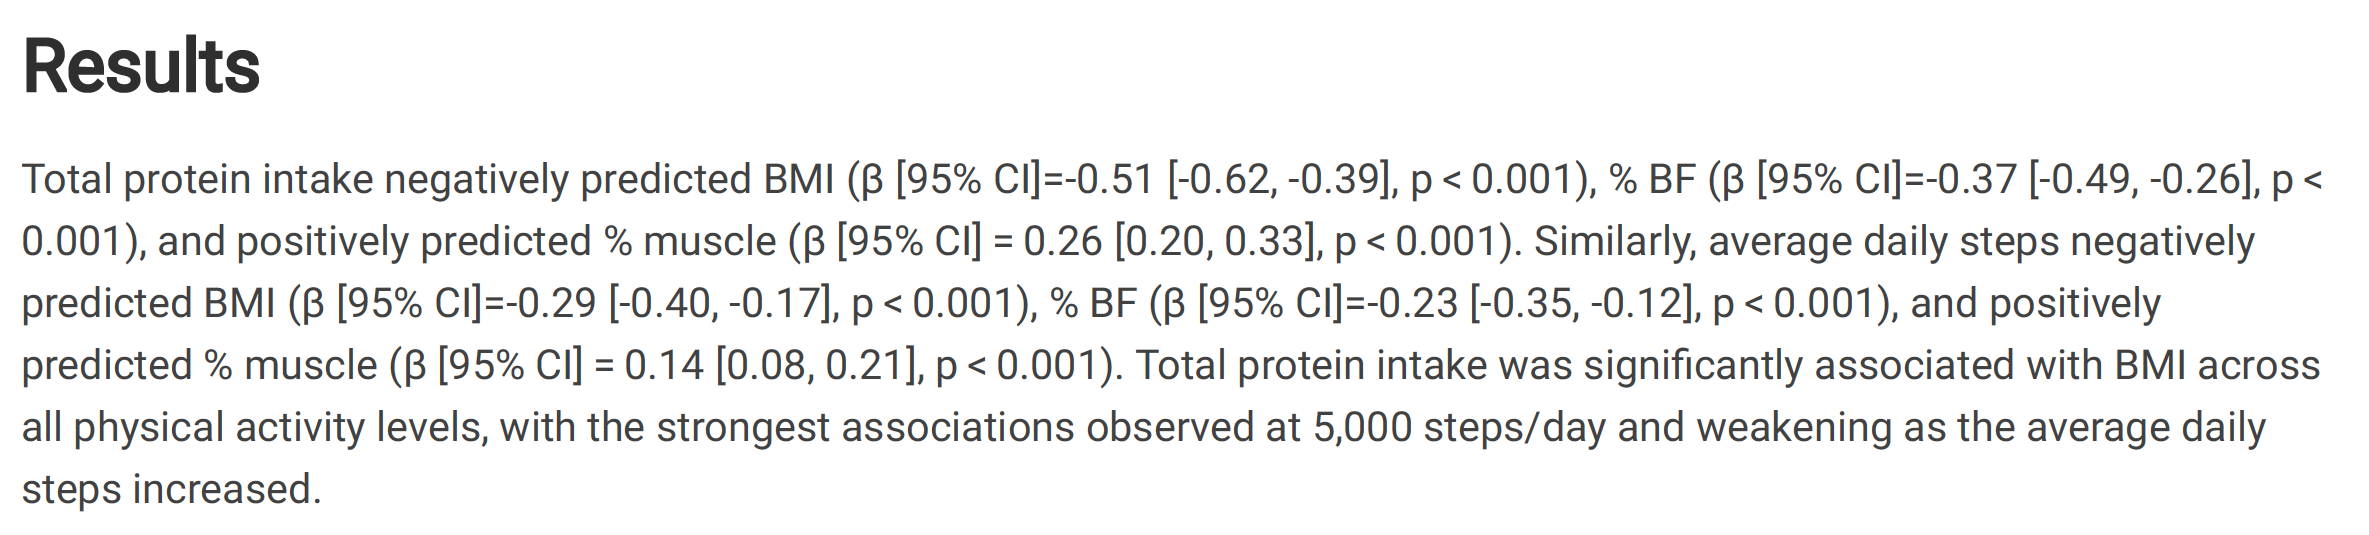 Results
Total protein intake negatively predicted BMI (β [95% CI]=-0.51 [-0.62, -0.39], p < 0.001), % BF (β [95% CI]=-0.37 [-0.49, -0.26], p <
0.001), and positively predicted % muscle (β [95% CI] = 0.26 [0.20, 0.33], p < 0.001). Similarly, average daily steps negatively
predicted BMI (β [95% CI]=-0.29 [-0.40, -0.17], p < 0.001), % BF (β [95% CI]=-0.23 [-0.35, -0.12], p < 0.001), and positively
predicted % muscle (β [95% CI] = 0.14 [0.08, 0.21], p < 0.001). Total protein intake was significantly associated with BMI across
all physical activity levels, with the strongest associations observed at 5,000 steps/day and weakening as the average daily
steps increased.